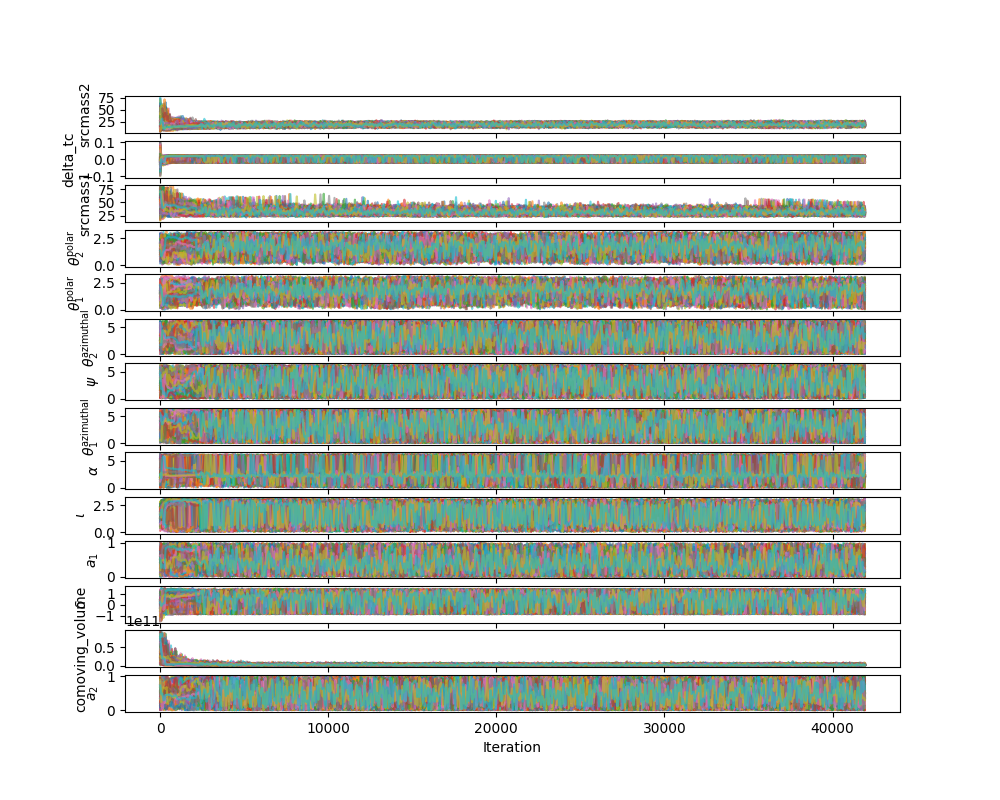 srcmass2
75
50
25
delta_tc
0.1
0.0
−0.1
srcmass1
75
50
25
θ₂^polar
2.5
0.0
θ₁^polar
2.5
0.0
θ₂^azimuthal
5
0
ψ
5
0
θ₁^azimuthal
5
0
α
5
0
ι
2.5
0.0
a₁
1
0
1
0
−1
comoving_volume
1e11
0.5
0.0
a₂
1
0
0 10000 20000 30000 40000
Iteration